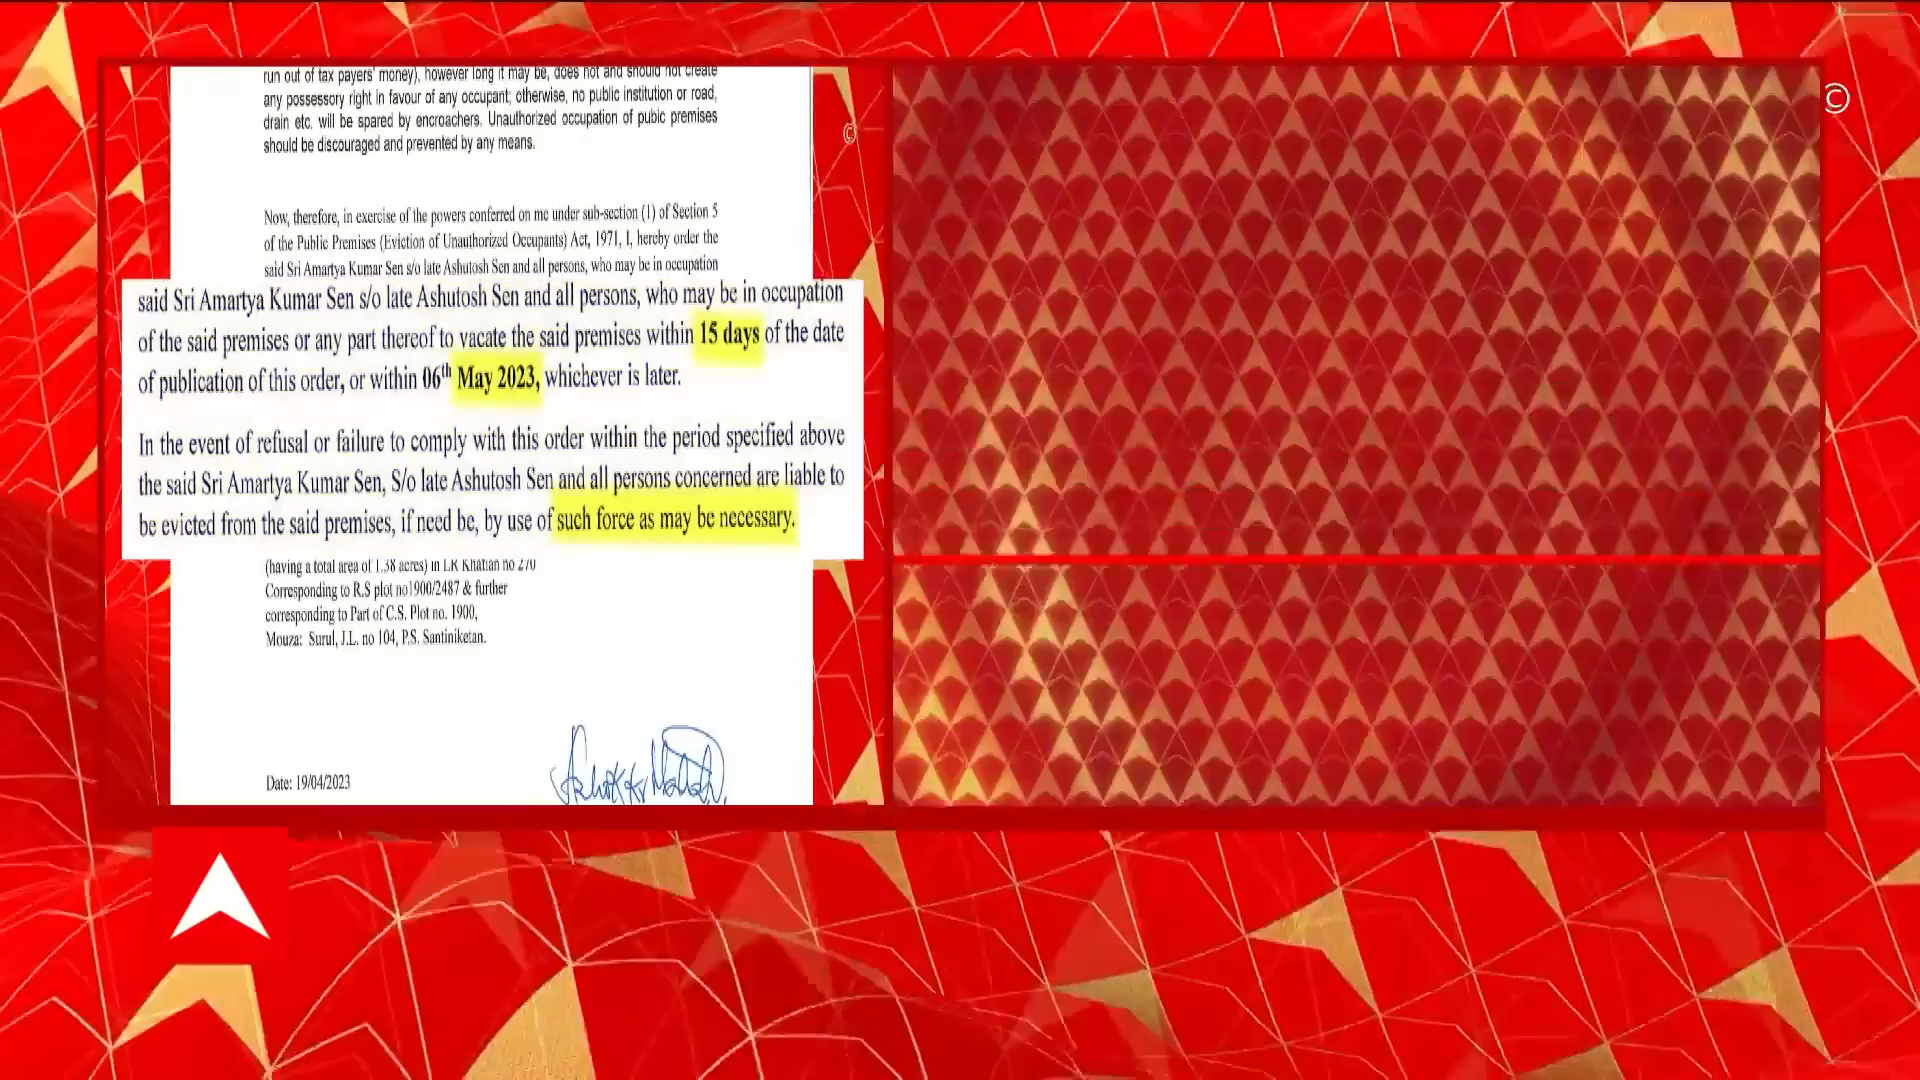 run out of tax payers' money), however long it may be, does not and should not create
any possessory right in favour of any occupant; otherwise, no public institution or road,
drain etc. will be spared by encroachers. Unauthorized occupation of pubic premises
should be discouraged and prevented by any means.
Now, therefore, in exercise of the powers conferred on me under sub-section (1) of Section 5
of the Public Premises (Eviction of Unauthorized Occupants) Act, 1971, I, hereby order the
said Sri Amartya Kumar Sen s/o late Ashutosh Sen and all persons, who may be in occupation
said Sri Amartya Kumar Sen s/o late Ashutosh Sen and all persons, who may be in occupation
of the said premises or any part thereof to vacate the said premises within 15 days of the date
of publication of this order, or within 06th May 2023, whichever is later.
In the event of refusal or failure to comply with this order within the period specified above
the said Sri Amartya Kumar Sen, S/o late Ashutosh Sen and all persons concerned are liable to
be evicted from the said premises, if need be, by use of such force as may be necessary.
(having a total area of 1.38 acres) in LR Khatian no 270
Corresponding to R.S plot no1900/2487 & further
corresponding to Part of C.S. Plot no. 1900,
Mouza: Surul, J.L. no 104, P.S. Santiniketan.
Date: 19/04/2023
©
©